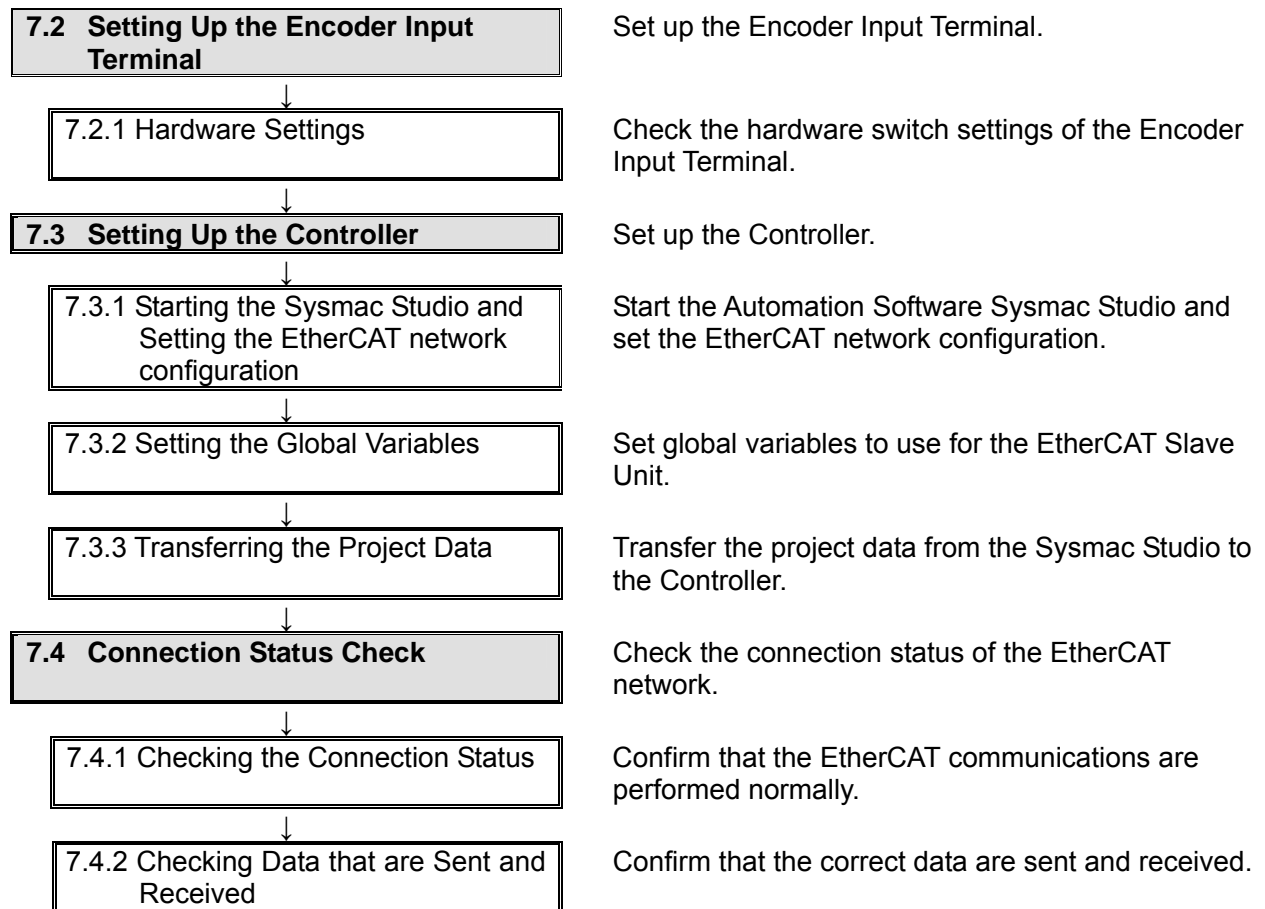 7.2 Setting Up the Encoder Input
Terminal
Set up the Encoder Input Terminal.
↓
7.2.1 Hardware Settings
Check the hardware switch settings of the Encoder
Input Terminal.
↓
7.3 Setting Up the Controller
Set up the Controller.
↓
7.3.1 Starting the Sysmac Studio and
Setting the EtherCAT network
configuration
Start the Automation Software Sysmac Studio and
set the EtherCAT network configuration.
↓
7.3.2 Setting the Global Variables
Set global variables to use for the EtherCAT Slave
Unit.
↓
7.3.3 Transferring the Project Data
Transfer the project data from the Sysmac Studio to
the Controller.
↓
7.4 Connection Status Check
Check the connection status of the EtherCAT
network.
↓
7.4.1 Checking the Connection Status
Confirm that the EtherCAT communications are
performed normally.
↓
7.4.2 Checking Data that are Sent and
Received
Confirm that the correct data are sent and received.